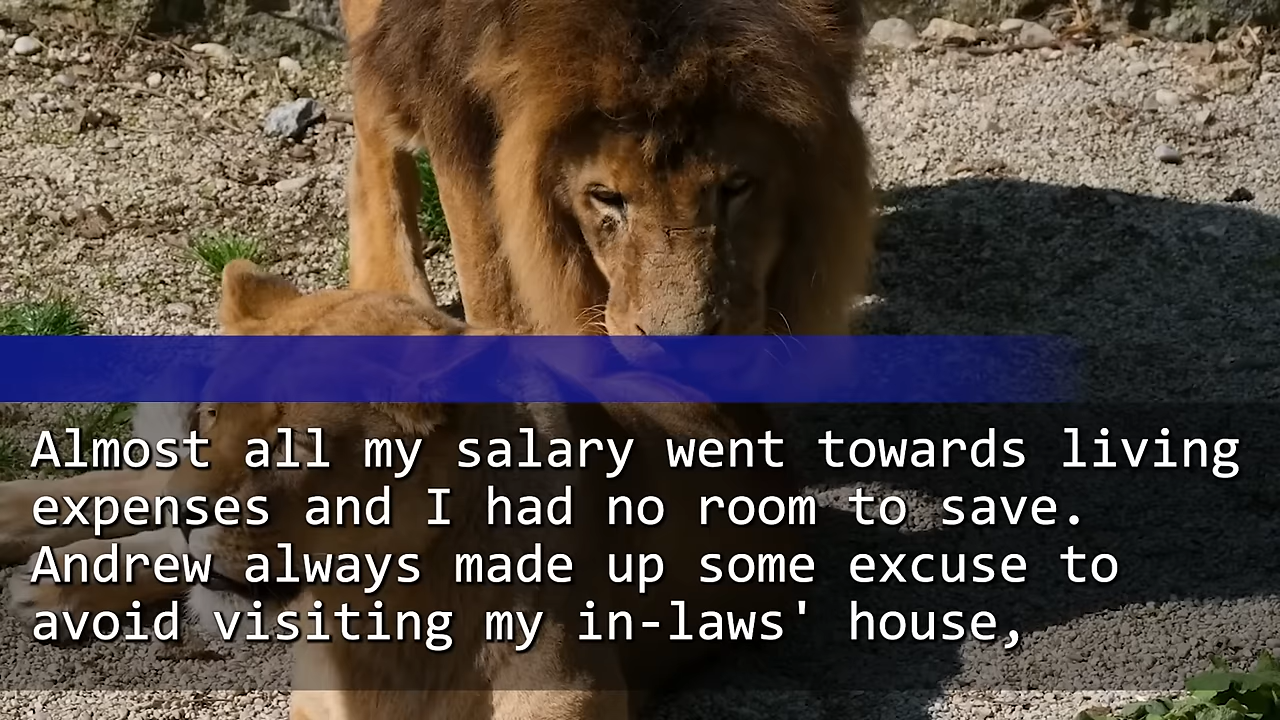 Almost all my salary went towards living
expenses and I had no room to save.
Andrew always made up some excuse to
avoid visiting my in-laws' house,